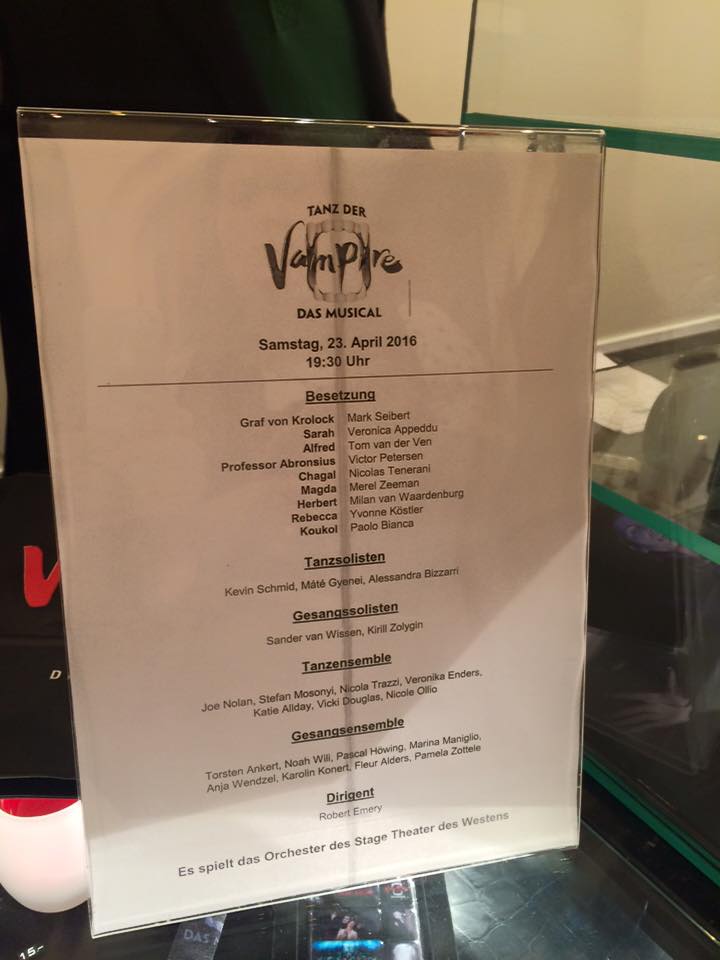 TANZ DER
Vampire
DAS MUSICAL
Samstag, 23. April 2016
19:30 Uhr
Besetzung
Graf von Krolock Mark Seibert
Sarah Veronica Appeddu
Alfred Tom van der Ven
Professor Abronsius Victor Petersen
Chagal Nicolas Tenerani
Magda Merel Zeeman
Herbert Milan van Waardenburg
Rebecca Yvonne Köstler
Koukol Paolo Bianca
Tanzsolisten
Kevin Schmid, Máté Gyenei, Alessandra Bizzarri
Gesangssolisten
Sander van Wissen, Kirill Zolygin
Tanzensemble
Joe Nolan, Stefan Mosonyi, Nicola Trazzi, Veronika Enders,
Katie Allday, Vicki Douglas, Nicole Ollio
Gesangsensemble
Torsten Ankert, Noah Wili, Pascal Höwing, Marina Maniglio,
Anja Wendzel, Karolin Konert, Fleur Alders, Pamela Zottele
Dirigent
Robert Emery
Es spielt das Orchester des Stage Theater des Westens
DAS
15.-